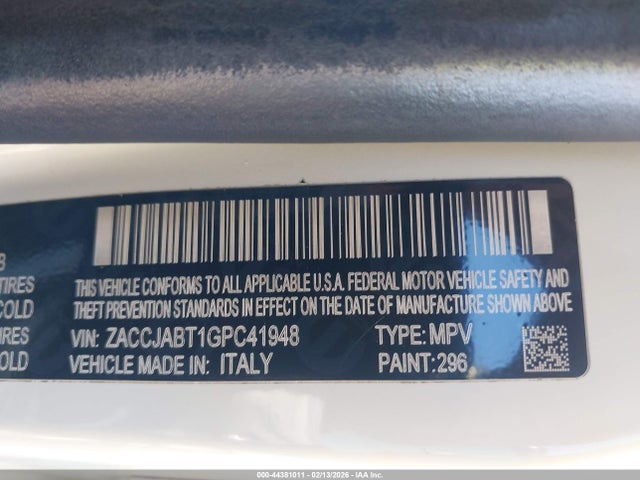 B
TIRES
COLD
TIRES
COLD
THIS VEHICLE CONFORMS TO ALL APPLICABLE U.S.A. FEDERAL MOTOR VEHICLE SAFETY AND
THEFT PREVENTION STANDARDS IN EFFECT ON THE DATE OF MANUFACTURE SHOWN ABOVE.
VIN: ZACCJABT1GPC41948 TYPE: MPV
VEHICLE MADE IN: ITALY PAINT: 296
000-44381011 - 02/13/2026 - IAA Inc.